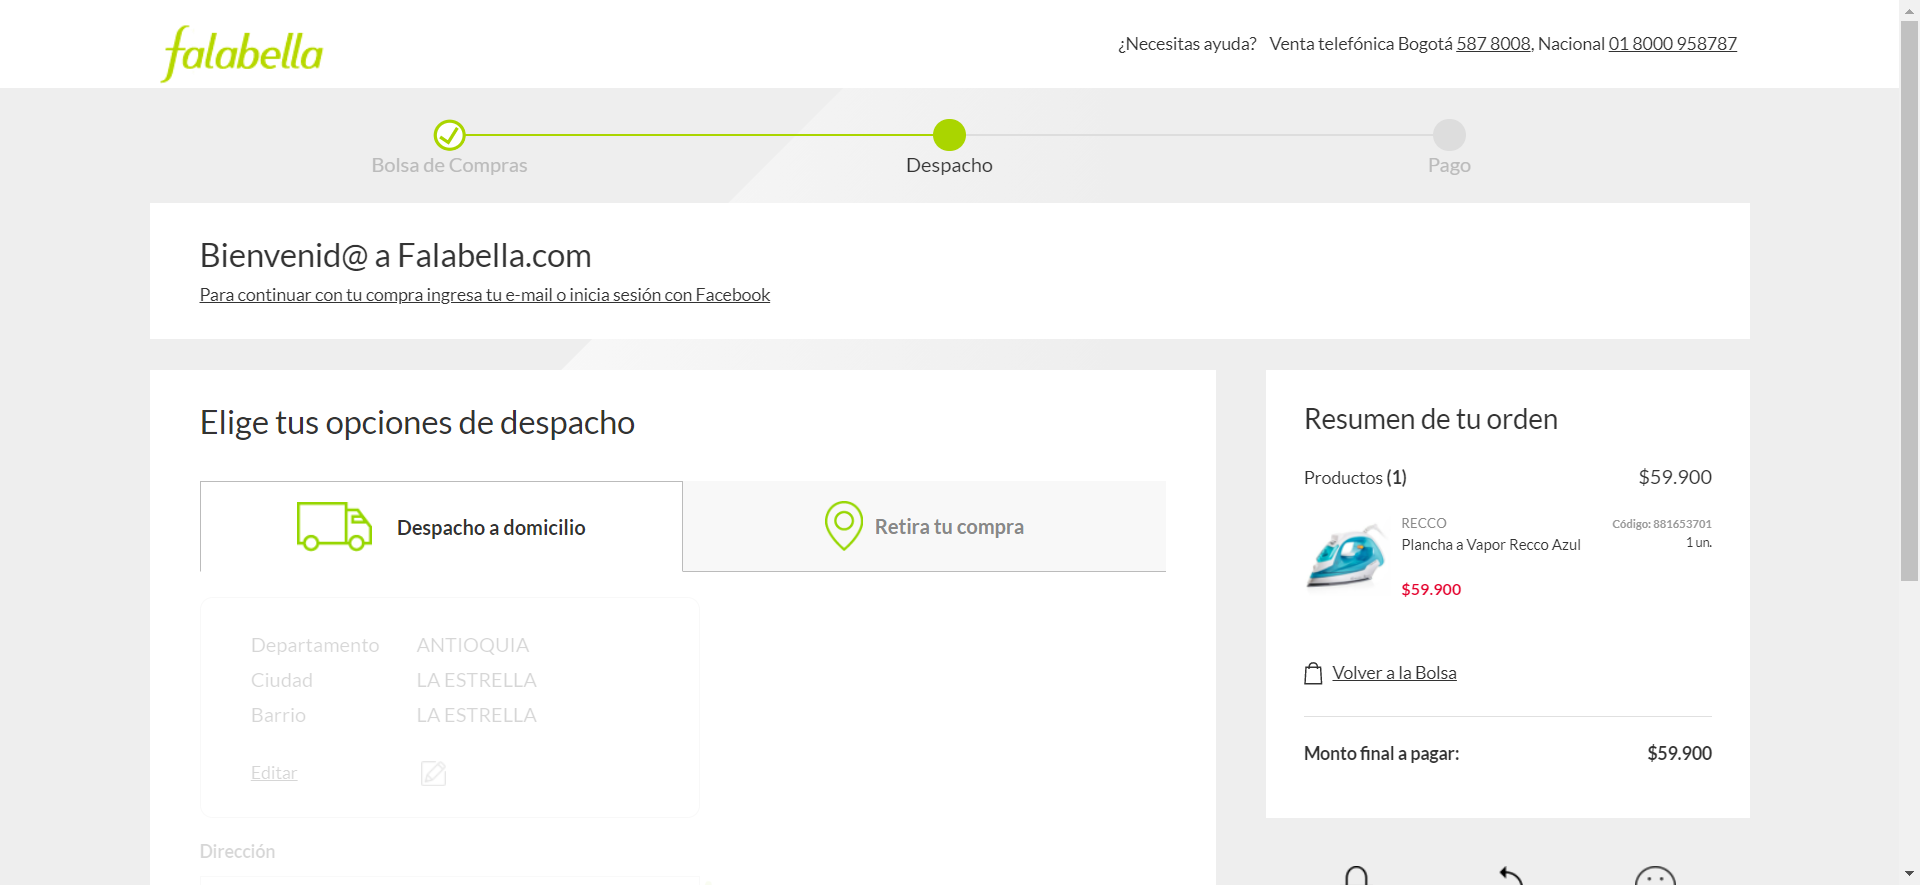 falabella
¿Necesitas ayuda? Venta telefónica Bogotá 587 8008, Nacional 01 8000 958787
Bolsa de Compras
Despacho
Pago
Bienvenid@ a Falabella.com
Para continuar con tu compra ingresa tu e-mail o inicia sesión con Facebook
Elige tus opciones de despacho
Despacho a domicilio
Retira tu compra
Departamento ANTIOQUIA
Ciudad LA ESTRELLA
Barrio LA ESTRELLA
Editar
Dirección
Resumen de tu orden
Productos (1) $59.900
RECCO Código: 881653701
Plancha a Vapor Recco Azul 1 un.
$59.900
Volver a la Bolsa
Monto final a pagar: $59.900